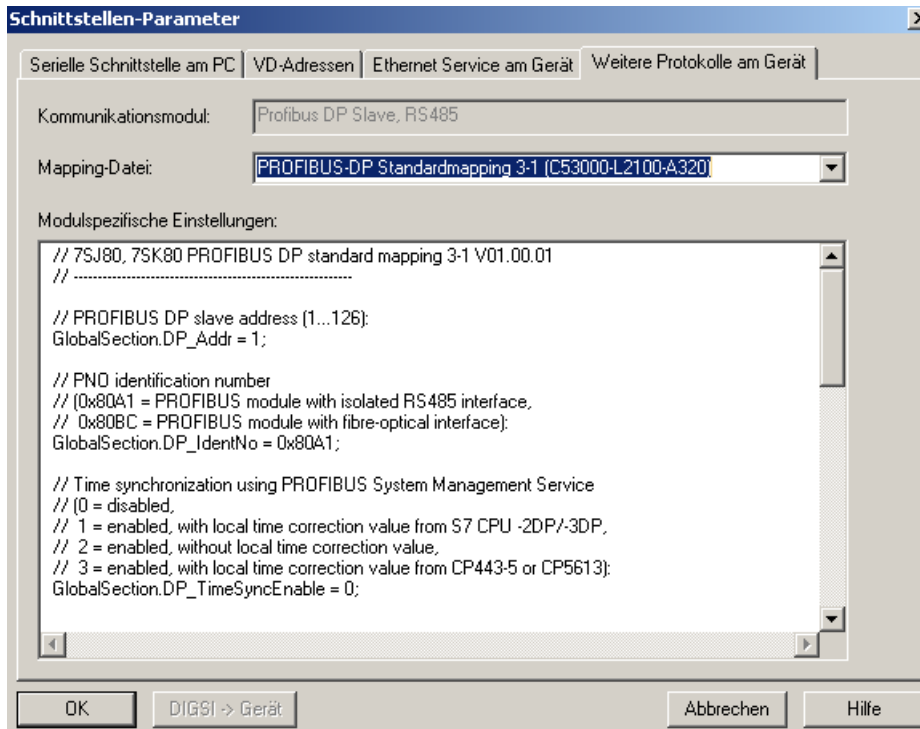 Schnittstellen-Parameter
Serielle Schnittstelle am PC VD-Adressen Ethernet Service am Gerät Weitere Protokolle am Gerät
Kommunikationsmodul: Profibus DP Slave, RS485
Mapping-Datei: PROFIBUS-DP Standardmapping 3-1 (C53000-L2100-A320)
Modulspezifische Einstellungen:
// 7SJ80, 7SK80 PROFIBUS DP standard mapping 3-1 V01.00.01
// --------------------------------------------------------
// PROFIBUS DP slave address (1...126):
GlobalSection.DP_Addr = 1;
// PNO identification number
// (0x80A1 = PROFIBUS module with isolated RS485 interface,
// 0x80BC = PROFIBUS module with fibre-optical interface):
GlobalSection.DP_IdentNo = 0x80A1;
// Time synchronization using PROFIBUS System Management Service
// (0 = disabled,
// 1 = enabled, with local time correction value from S7 CPU -2DP/-3DP,
// 2 = enabled, without local time correction value,
// 3 = enabled, with local time correction value from CP443-5 or CP5613):
GlobalSection.DP_TimeSyncEnable = 0;
OK DIGSI -> Gerät Abbrechen Hilfe